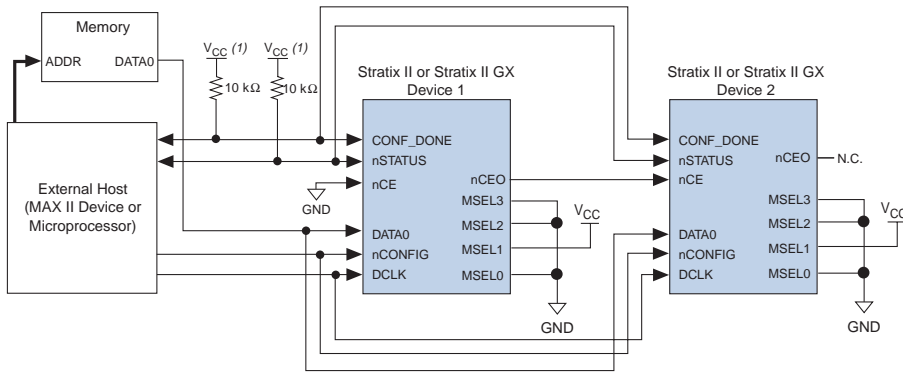 Memory
ADDR
DATA0
VCC (1)
VCC (1)
10 kΩ
10 kΩ
External Host
(MAX II Device or
Microprocessor)
GND
Stratix II or Stratix II GX
Device 1
CONF_DONE
nSTATUS
nCE
DATA0
nCONFIG
DCLK
nCEO
MSEL3
MSEL2
MSEL1
MSEL0
VCC
GND
Stratix II or Stratix II GX
Device 2
CONF_DONE
nSTATUS
nCE
DATA0
nCONFIG
DCLK
nCEO
N.C.
MSEL3
MSEL2
MSEL1
MSEL0
VCC
GND